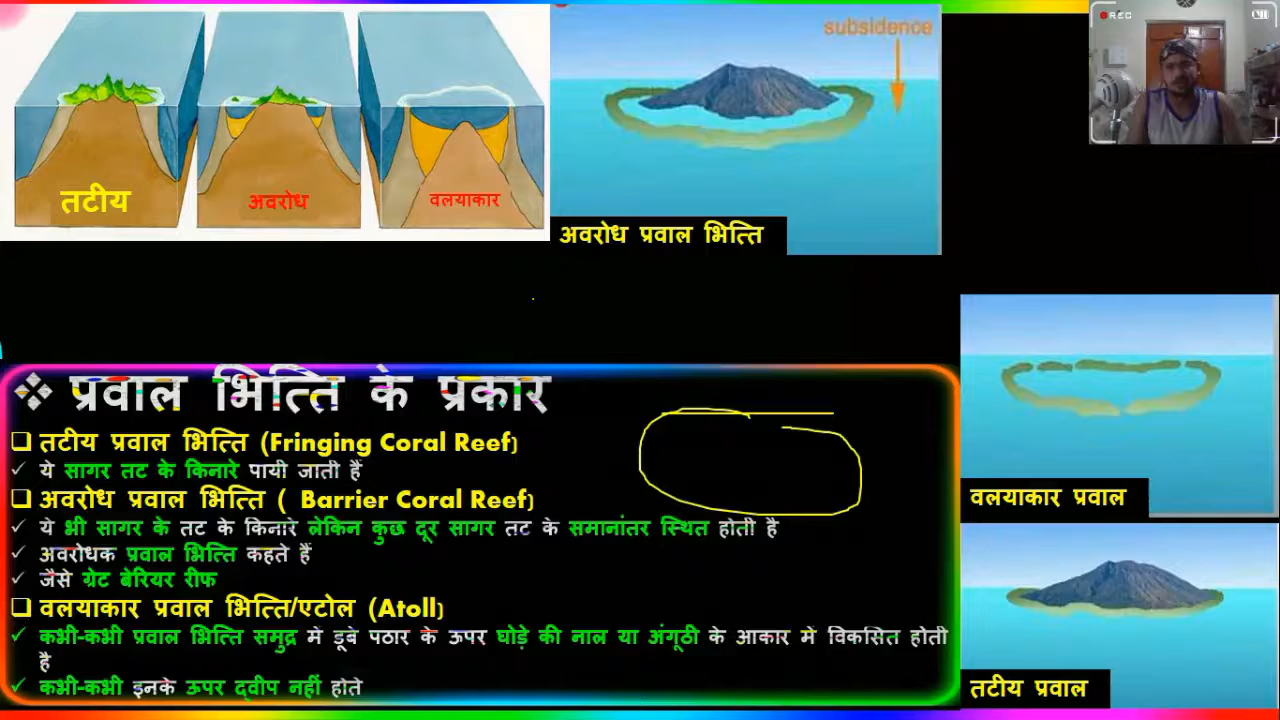 REC
subsidence
तटीय
अवरोध
वलयाकार
अवरोध प्रवाल भित्ति
❖ प्रवाल भित्ति के प्रकार
❑ तटीय प्रवाल भित्ति (Fringing Coral Reef)
✓ ये सागर तट के किनारे पायी जाती हैं
❑ अवरोध प्रवाल भित्ति ( Barrier Coral Reef)
✓ ये भी सागर के तट के किनारे लेकिन कुछ दूर सागर तट के समानांतर स्थित होती है
✓ अवरोधक प्रवाल भित्ति कहते हैं
✓ जैसे ग्रेट बेरियर रीफ
❑ वलयाकार प्रवाल भित्ति/एटोल (Atoll)
✓ कभी-कभी प्रवाल भित्ति समुद्र में डूबे पठार के ऊपर घोड़े की नाल या अंगूठी के आकार में विकसित होती
है
✓ कभी-कभी इनके ऊपर द्वीप नहीं होते
वलयाकार प्रवाल
तटीय प्रवाल